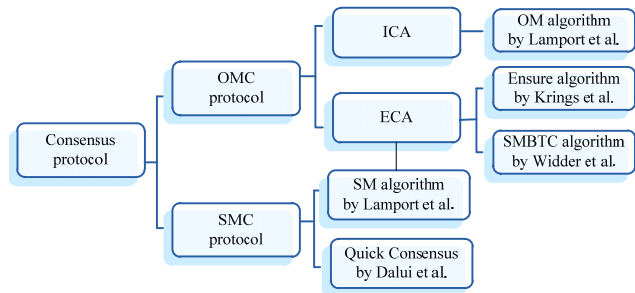 ICA
OM algorithm
by Lamport et al.
OMC
protocol
Ensure algorithm
by Krings et al.
ECA
Consensus
protocol
SMBTC algorithm
by Widder et al.
SM algorithm
by Lamport et al.
SMC
protocol
Quick Consensus
by Dalui et al.